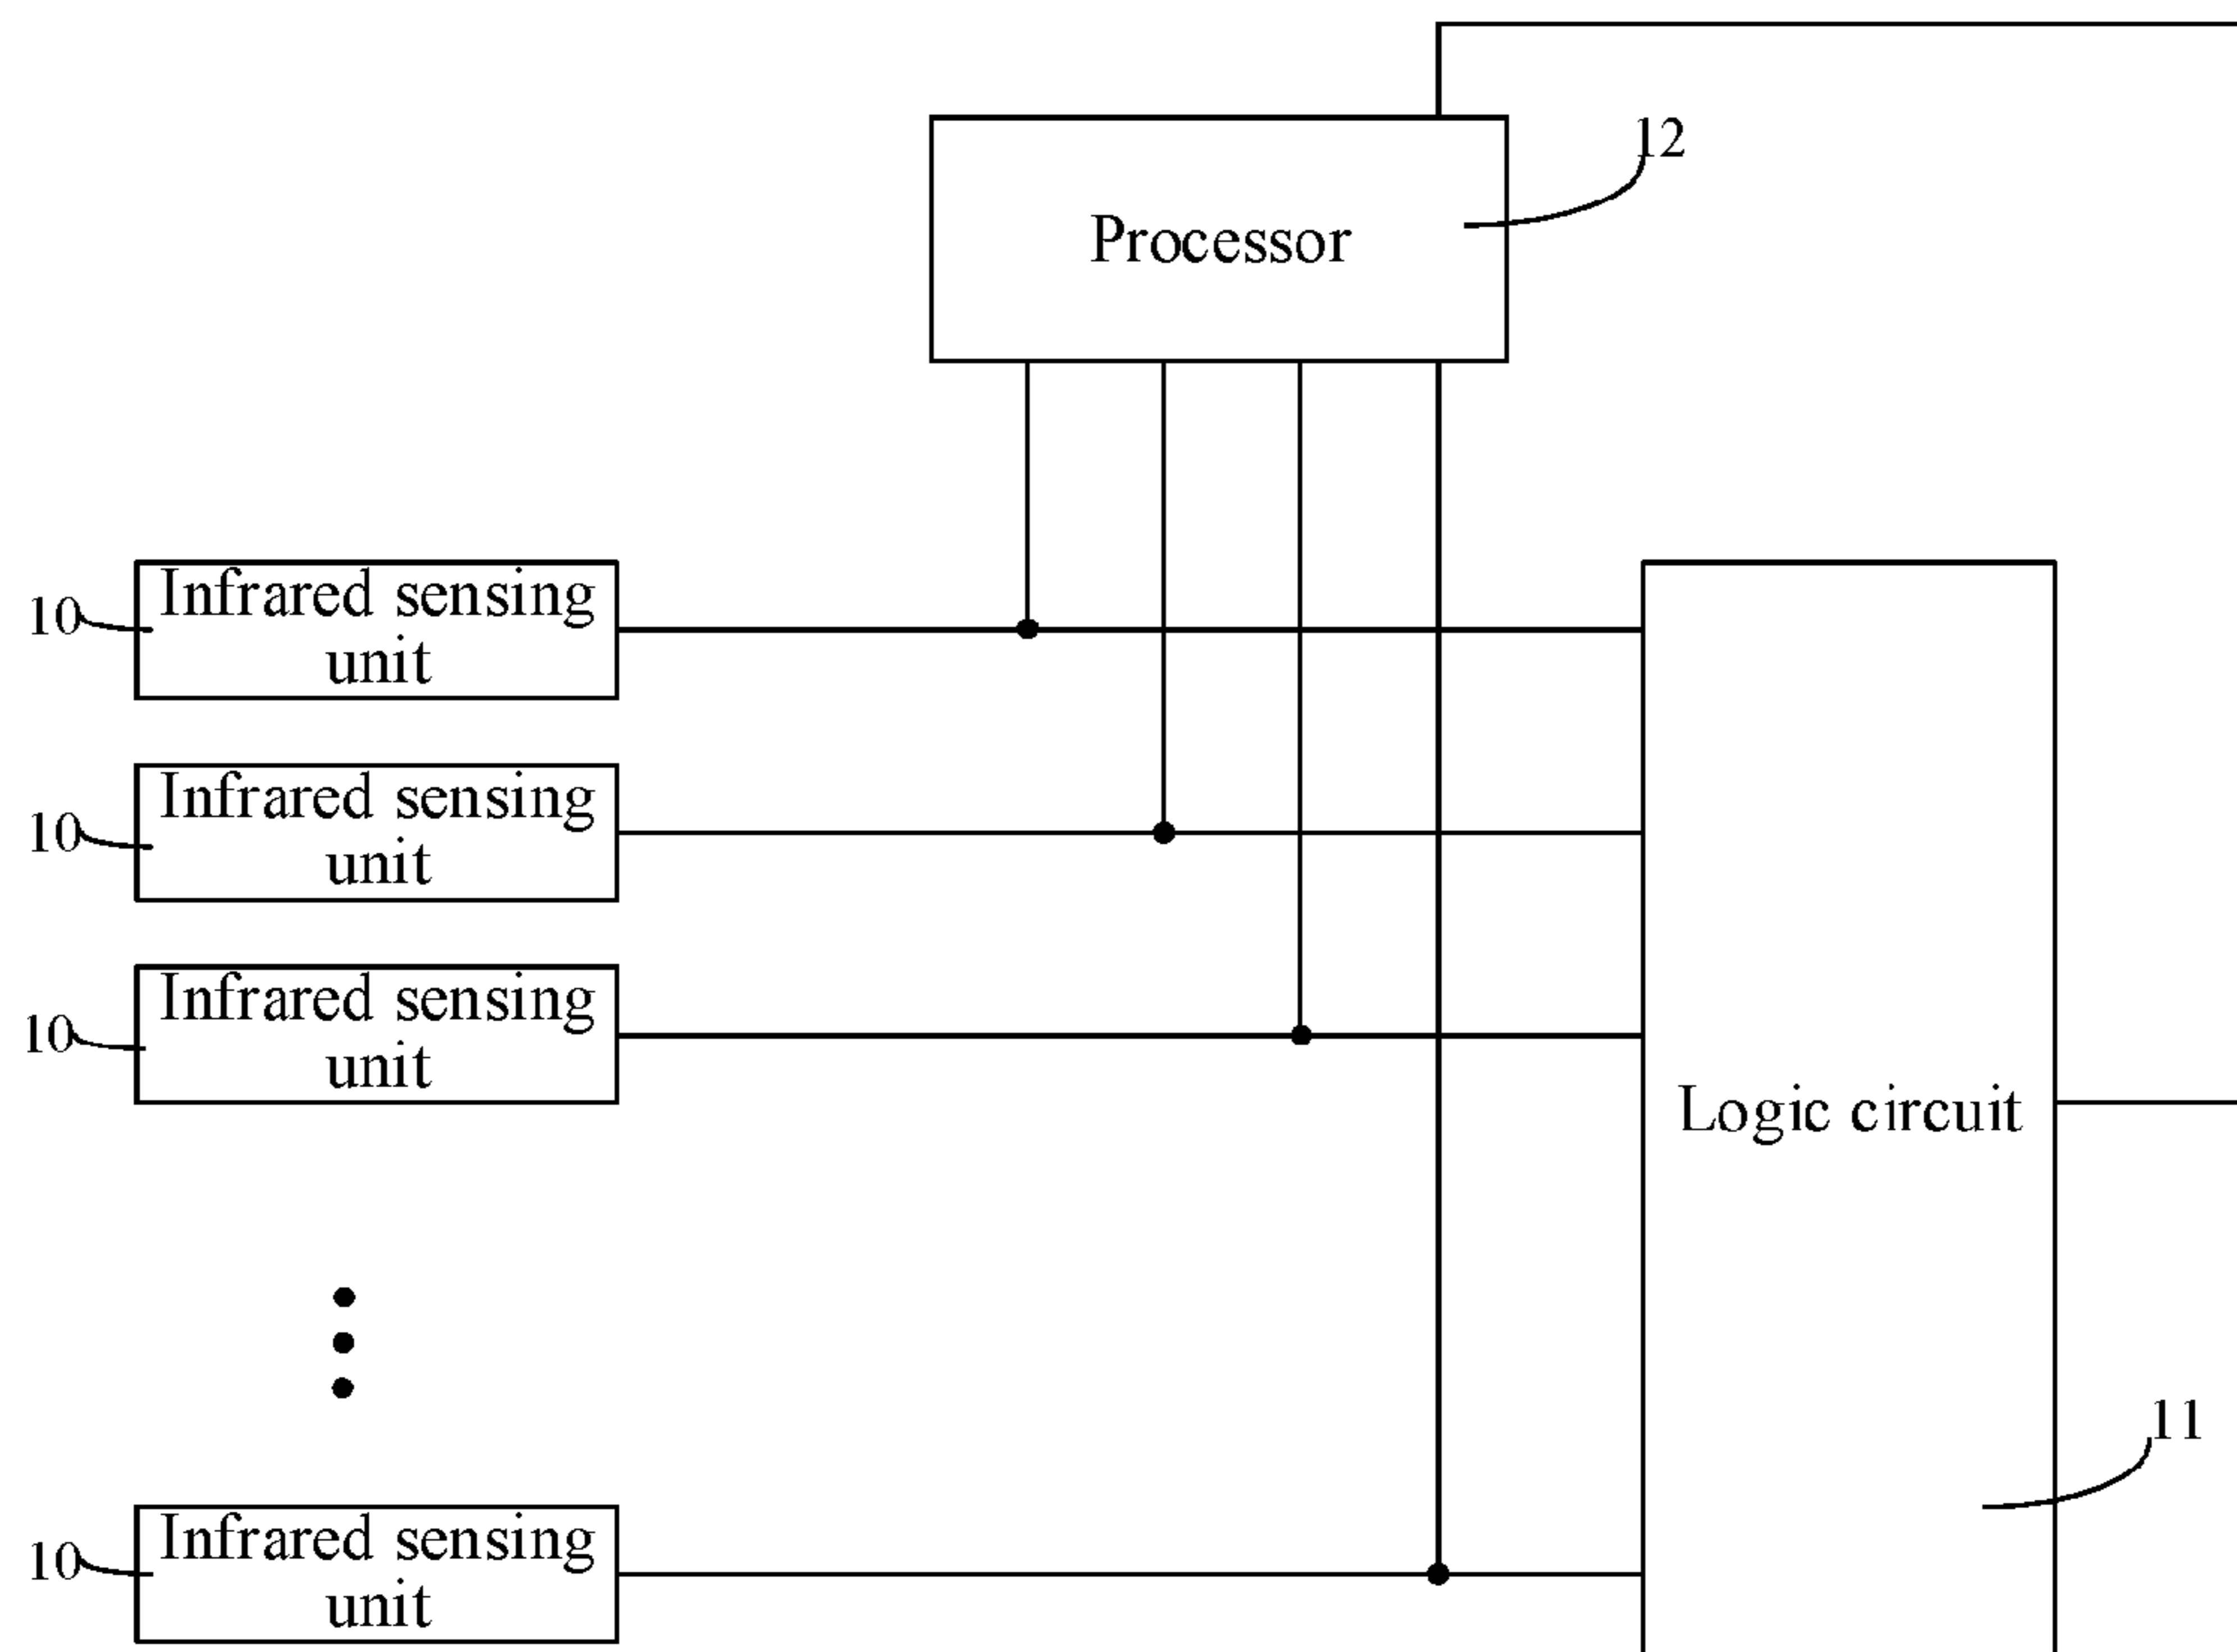 12
Processor
10
Infrared sensing
unit
10
Infrared sensing
unit
10
Infrared sensing
unit
Logic circuit
11
10
Infrared sensing
unit